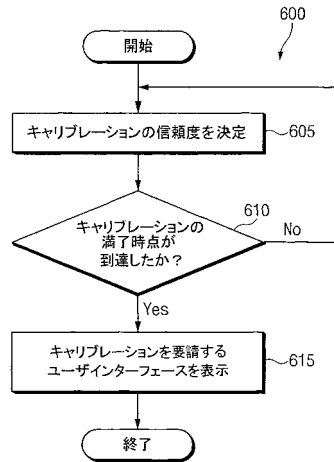 600
開始
キャリブレーションの信頼度を決定
605
キャリブレーションの
満了時点が
到達したか?
610
No
Yes
キャリブレーションを要請する
ユーザインターフェースを表示
615
終了